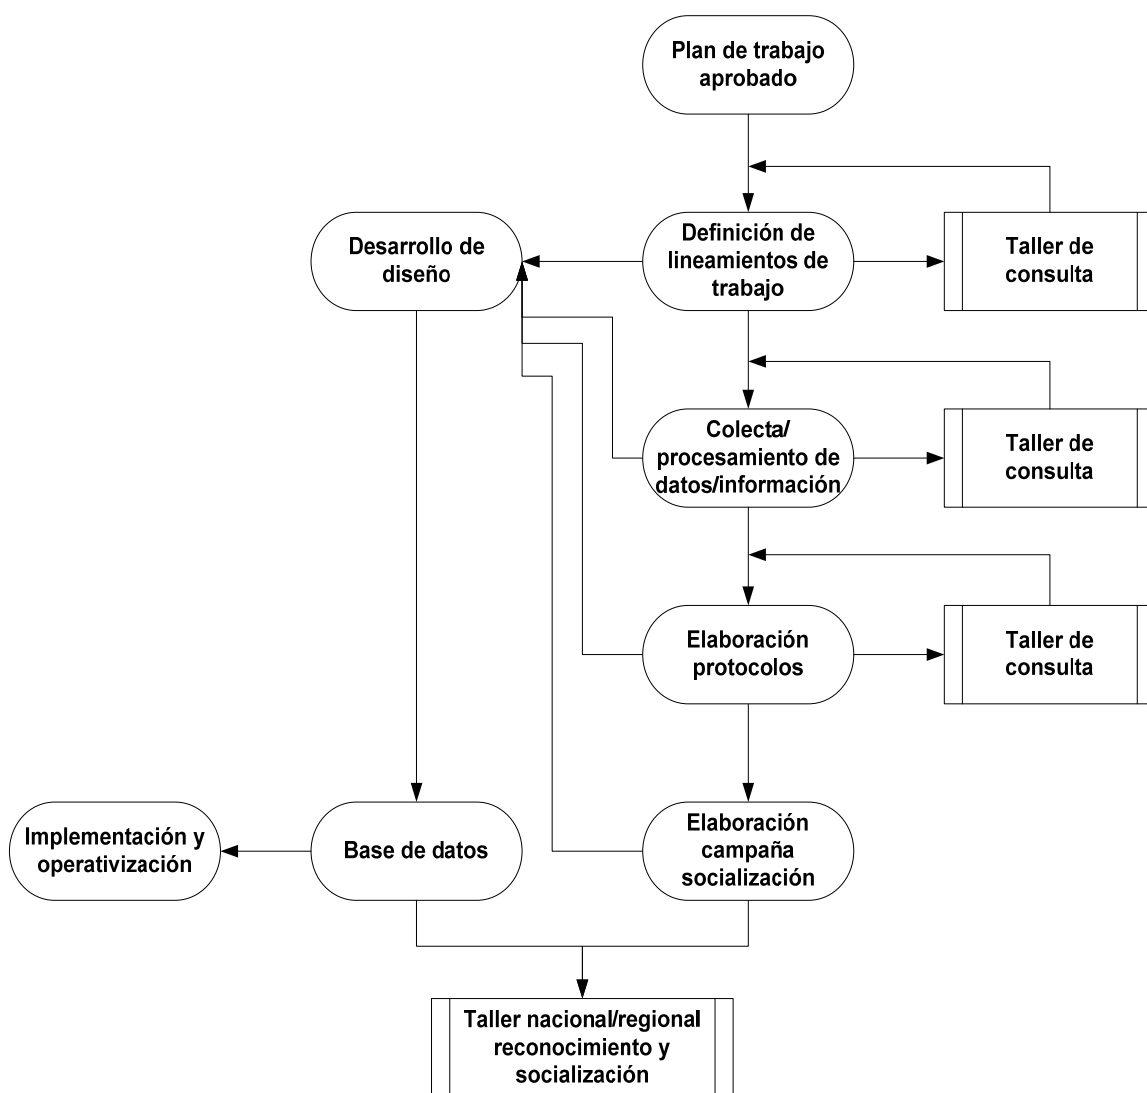 Plan de trabajo
aprobado
Desarrollo de
diseño
Definición de
lineamientos de
trabajo
Taller de
consulta
Colecta/
procesamiento de
datos/información
Taller de
consulta
Elaboración
protocolos
Taller de
consulta
Implementación y
operativización
Base de datos
Elaboración
campaña
socialización
Taller nacional/regional
reconocimiento y
socialización